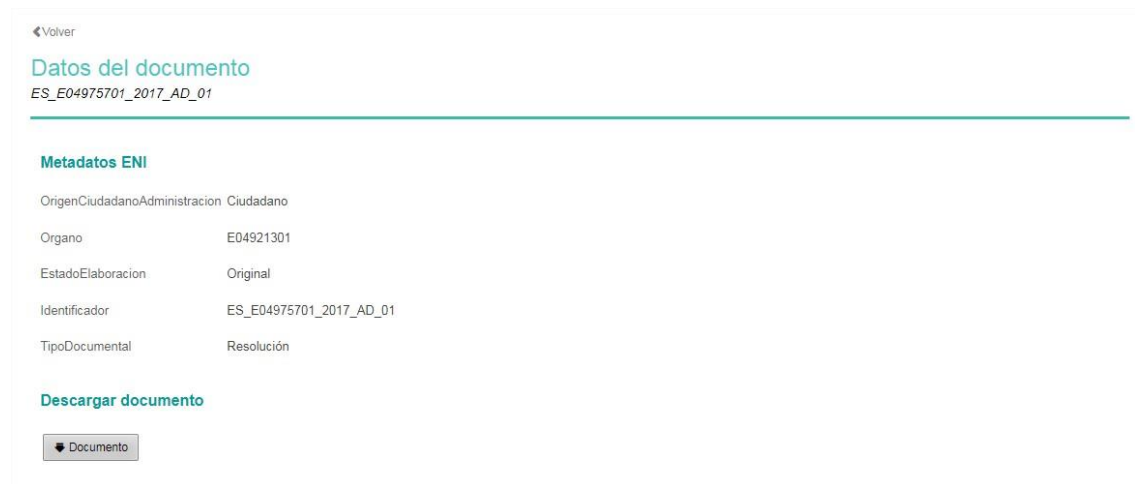 Volver
Datos del documento
ES_E04975701_2017_AD_01
Metadatos ENI
OrigenCiudadanoAdministracion Ciudadano
Organo E04921301
EstadoElaboracion Original
Identificador ES_E04975701_2017_AD_01
TipoDocumental Resolución
Descargar documento
Documento